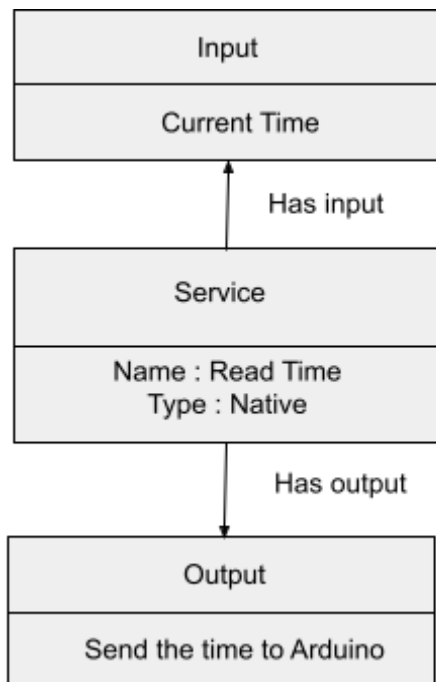 Input
Current Time
Has input
Service
Name : Read Time
Type : Native
Has output
Output
Send the time to Arduino